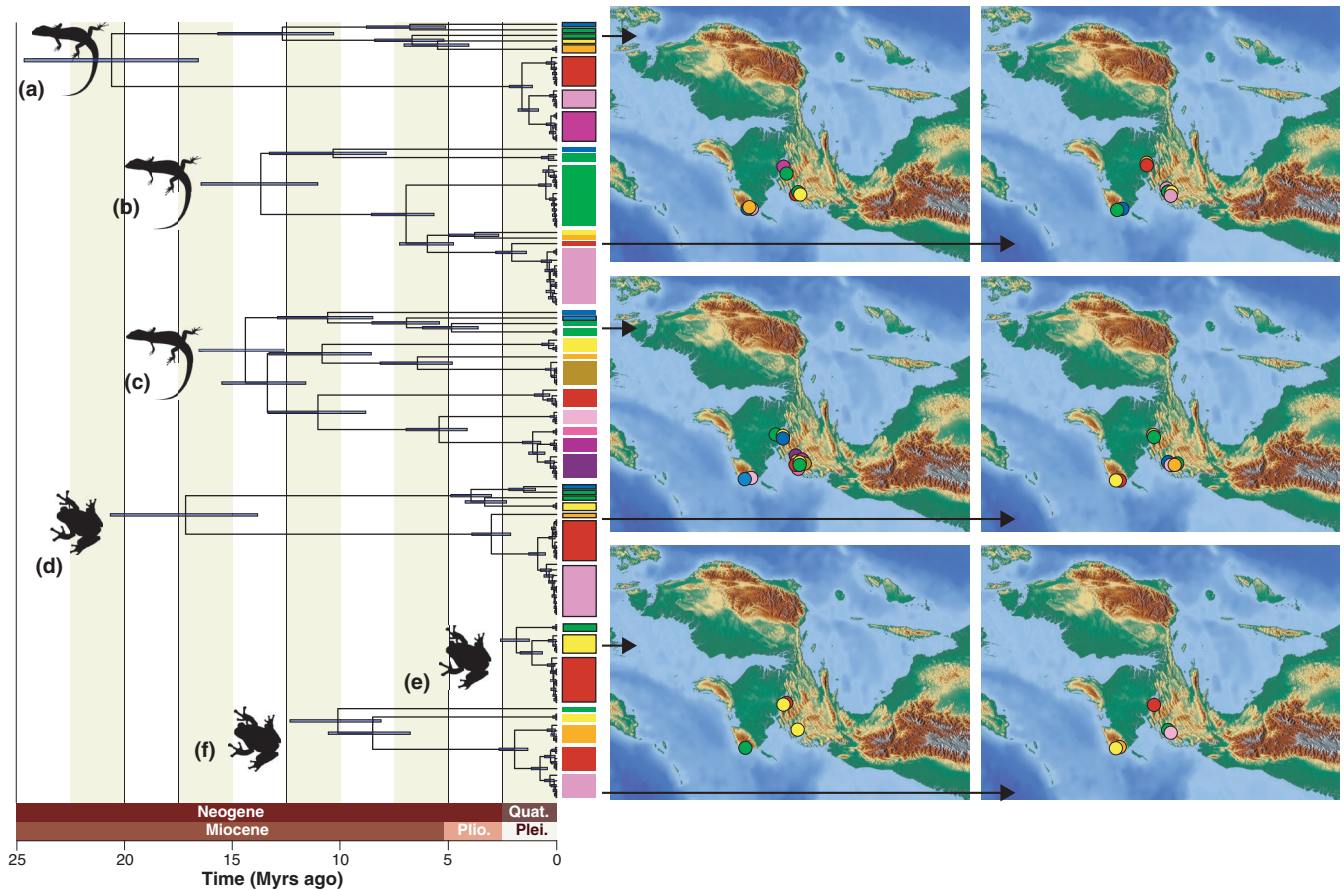 (a)
(b)
(c)
(d)
(e)
(f)
Neogene Quat.
Miocene Plio. Plei.
25 20 15 10 5 0
Time (Myrs ago)